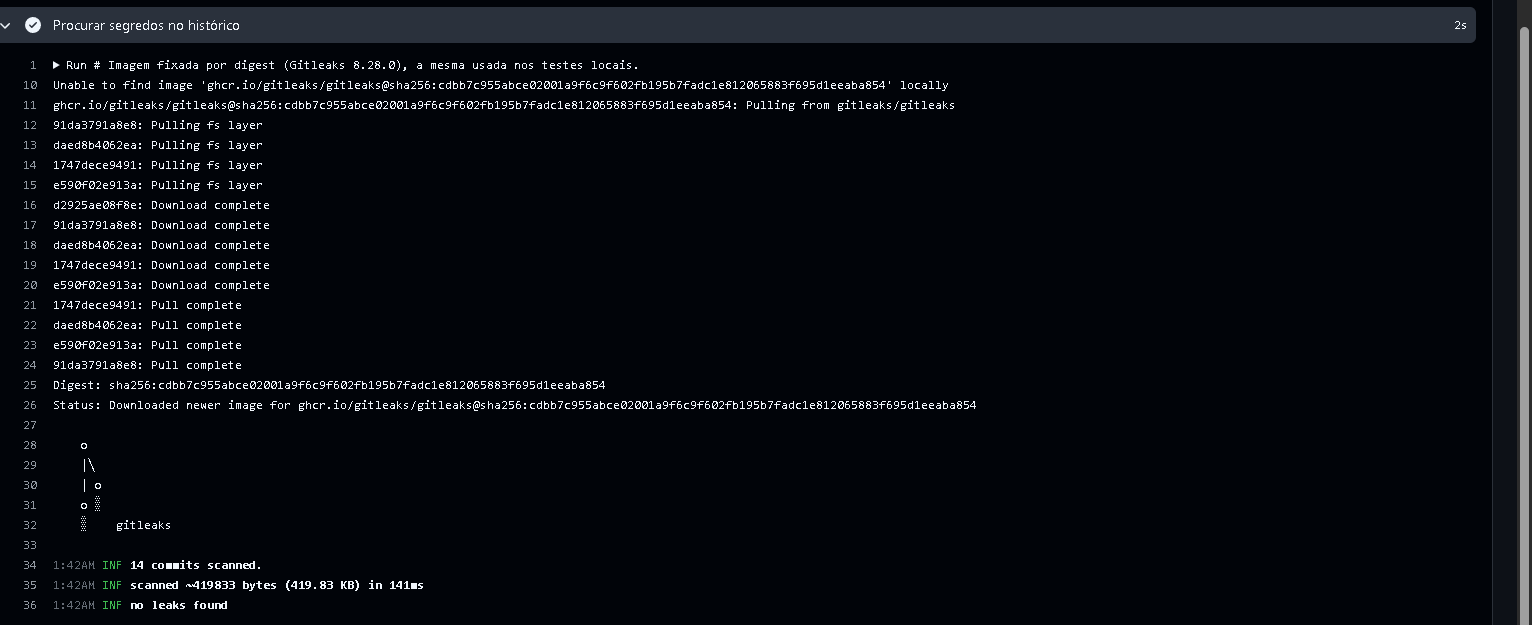 Procurar segredos no histórico 2s
1 ▶ Run # Imagem fixada por digest (Gitleaks 8.28.0), a mesma usada nos testes locais.
10 Unable to find image 'ghcr.io/gitleaks/gitleaks@sha256:cdbb7c955abce02001a9f6c9f602fb195b7fadc1e812065883f695d1eeaba854' locally
11 ghcr.io/gitleaks/gitleaks@sha256:cdbb7c955abce02001a9f6c9f602fb195b7fadc1e812065883f695d1eeaba854: Pulling from gitleaks/gitleaks
12 91da3791a8e8: Pulling fs layer
13 daed8b4062ea: Pulling fs layer
14 1747dece9491: Pulling fs layer
15 e590f02e913a: Pulling fs layer
16 d2925ae08f8e: Download complete
17 91da3791a8e8: Download complete
18 daed8b4062ea: Download complete
19 1747dece9491: Download complete
20 e590f02e913a: Download complete
21 1747dece9491: Pull complete
22 daed8b4062ea: Pull complete
23 e590f02e913a: Pull complete
24 91da3791a8e8: Pull complete
25 Digest: sha256:cdbb7c955abce02001a9f6c9f602fb195b7fadc1e812065883f695d1eeaba854
26 Status: Downloaded newer image for ghcr.io/gitleaks/gitleaks@sha256:cdbb7c955abce02001a9f6c9f602fb195b7fadc1e812065883f695d1eeaba854
27
28 ○
29 │╲
30 │ ○
31 ○ ░
32 ░ gitleaks
33
34 1:42AM INF 14 commits scanned.
35 1:42AM INF scanned ~419833 bytes (419.83 KB) in 141ms
36 1:42AM INF no leaks found